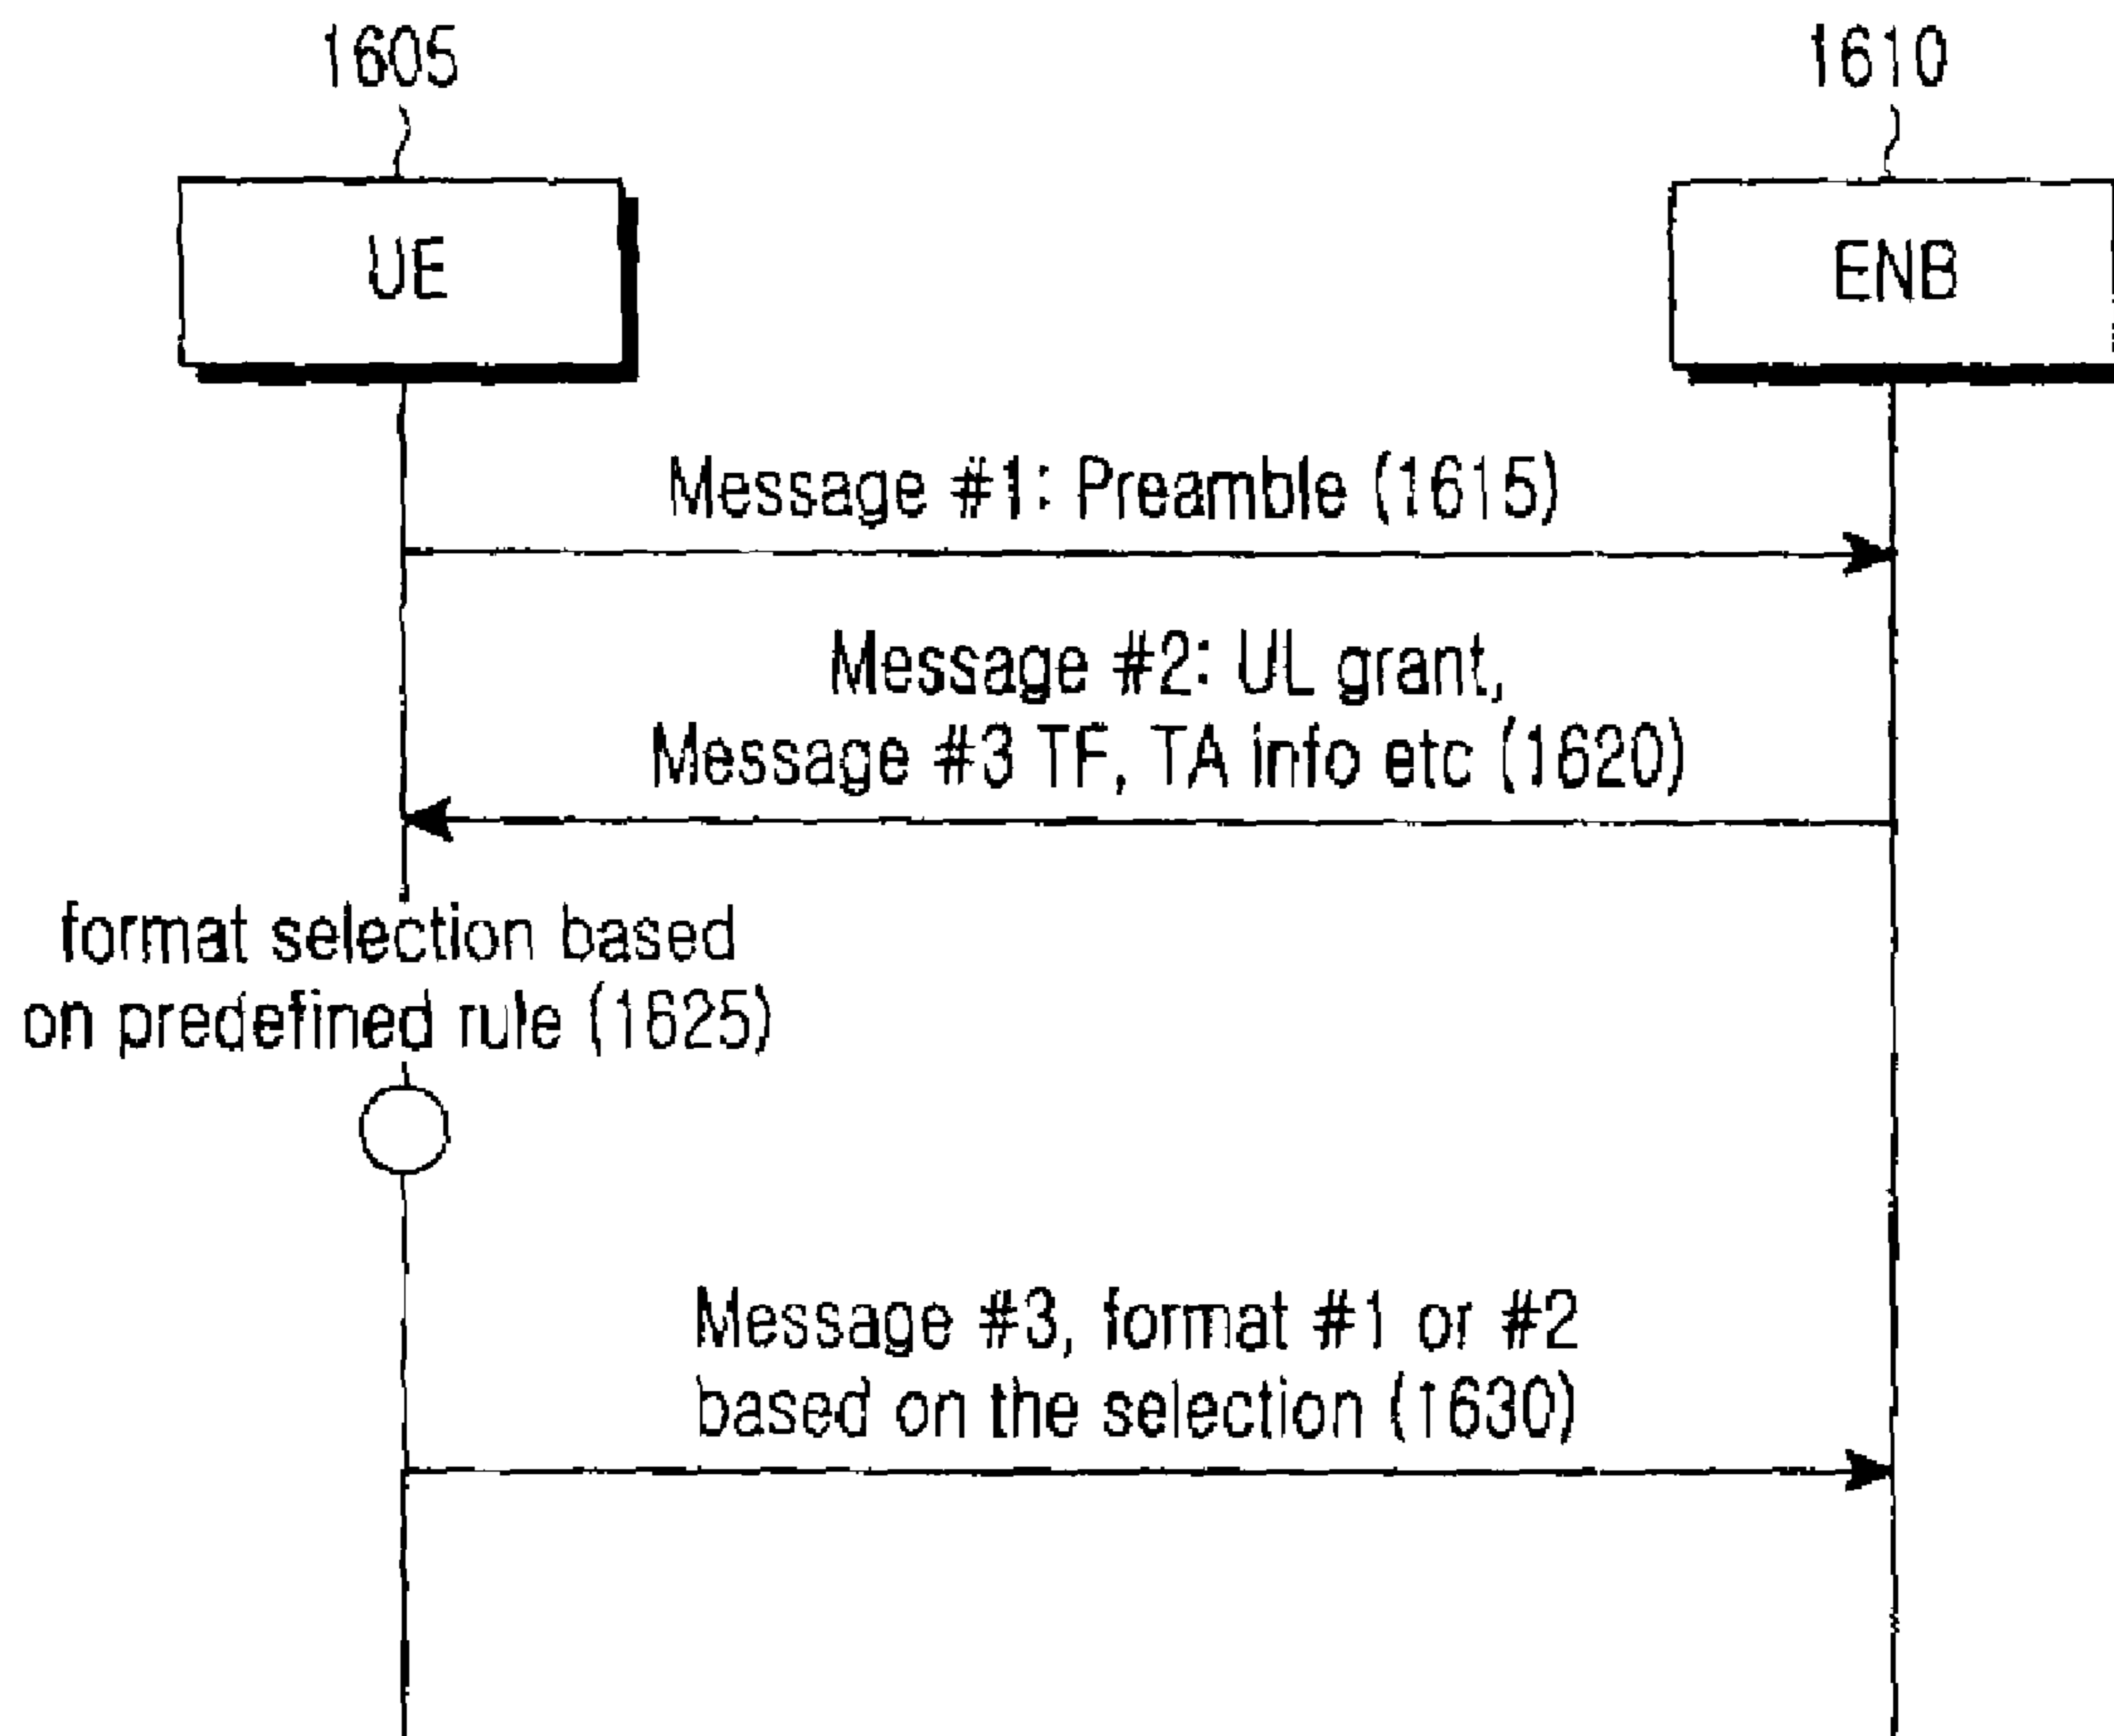 1605
1610
UE
ENB
Message #1: Preamble (1615)
Message #2: UL grant,
Message #3 TF, TA info etc (1620)
format selection based
on predefined rule (1625)
Message #3, format #1 or #2
based on the selection (1630)